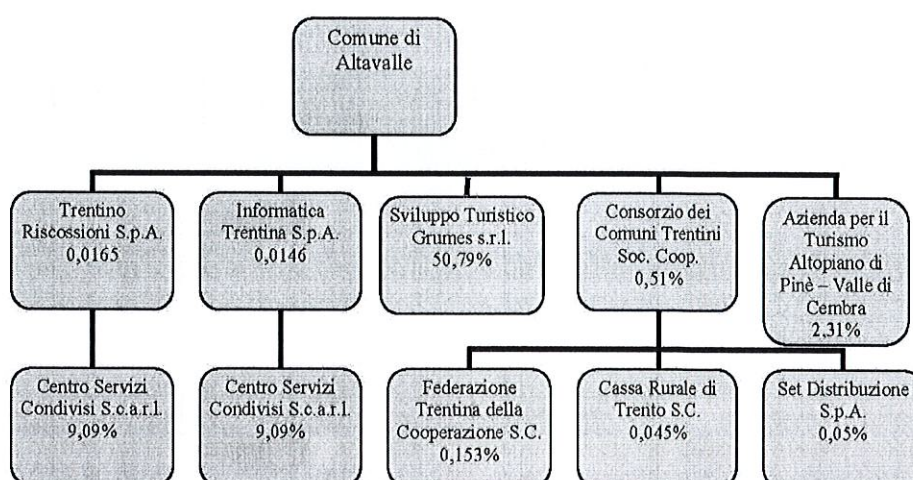 Comune di
Altavalle
Trentino
Riscossioni S.p.A.
0,0165
Informatica
Trentina S.p.A.
0,0146
Sviluppo Turistico
Grumes s.r.l.
50,79%
Consorzio dei
Comuni Trentini
Soc. Coop.
0,51%
Azienda per il
Turismo
Altopiano di
Pinè – Valle di
Cembra
2,31%
Centro Servizi
Condivisi S.c.a.r.l.
9,09%
Centro Servizi
Condivisi S.c.a.r.l.
9,09%
Federazione
Trentina della
Cooperazione S.C.
0,153%
Cassa Rurale di
Trento S.C.
0,045%
Set Distribuzione
S.p.A.
0,05%